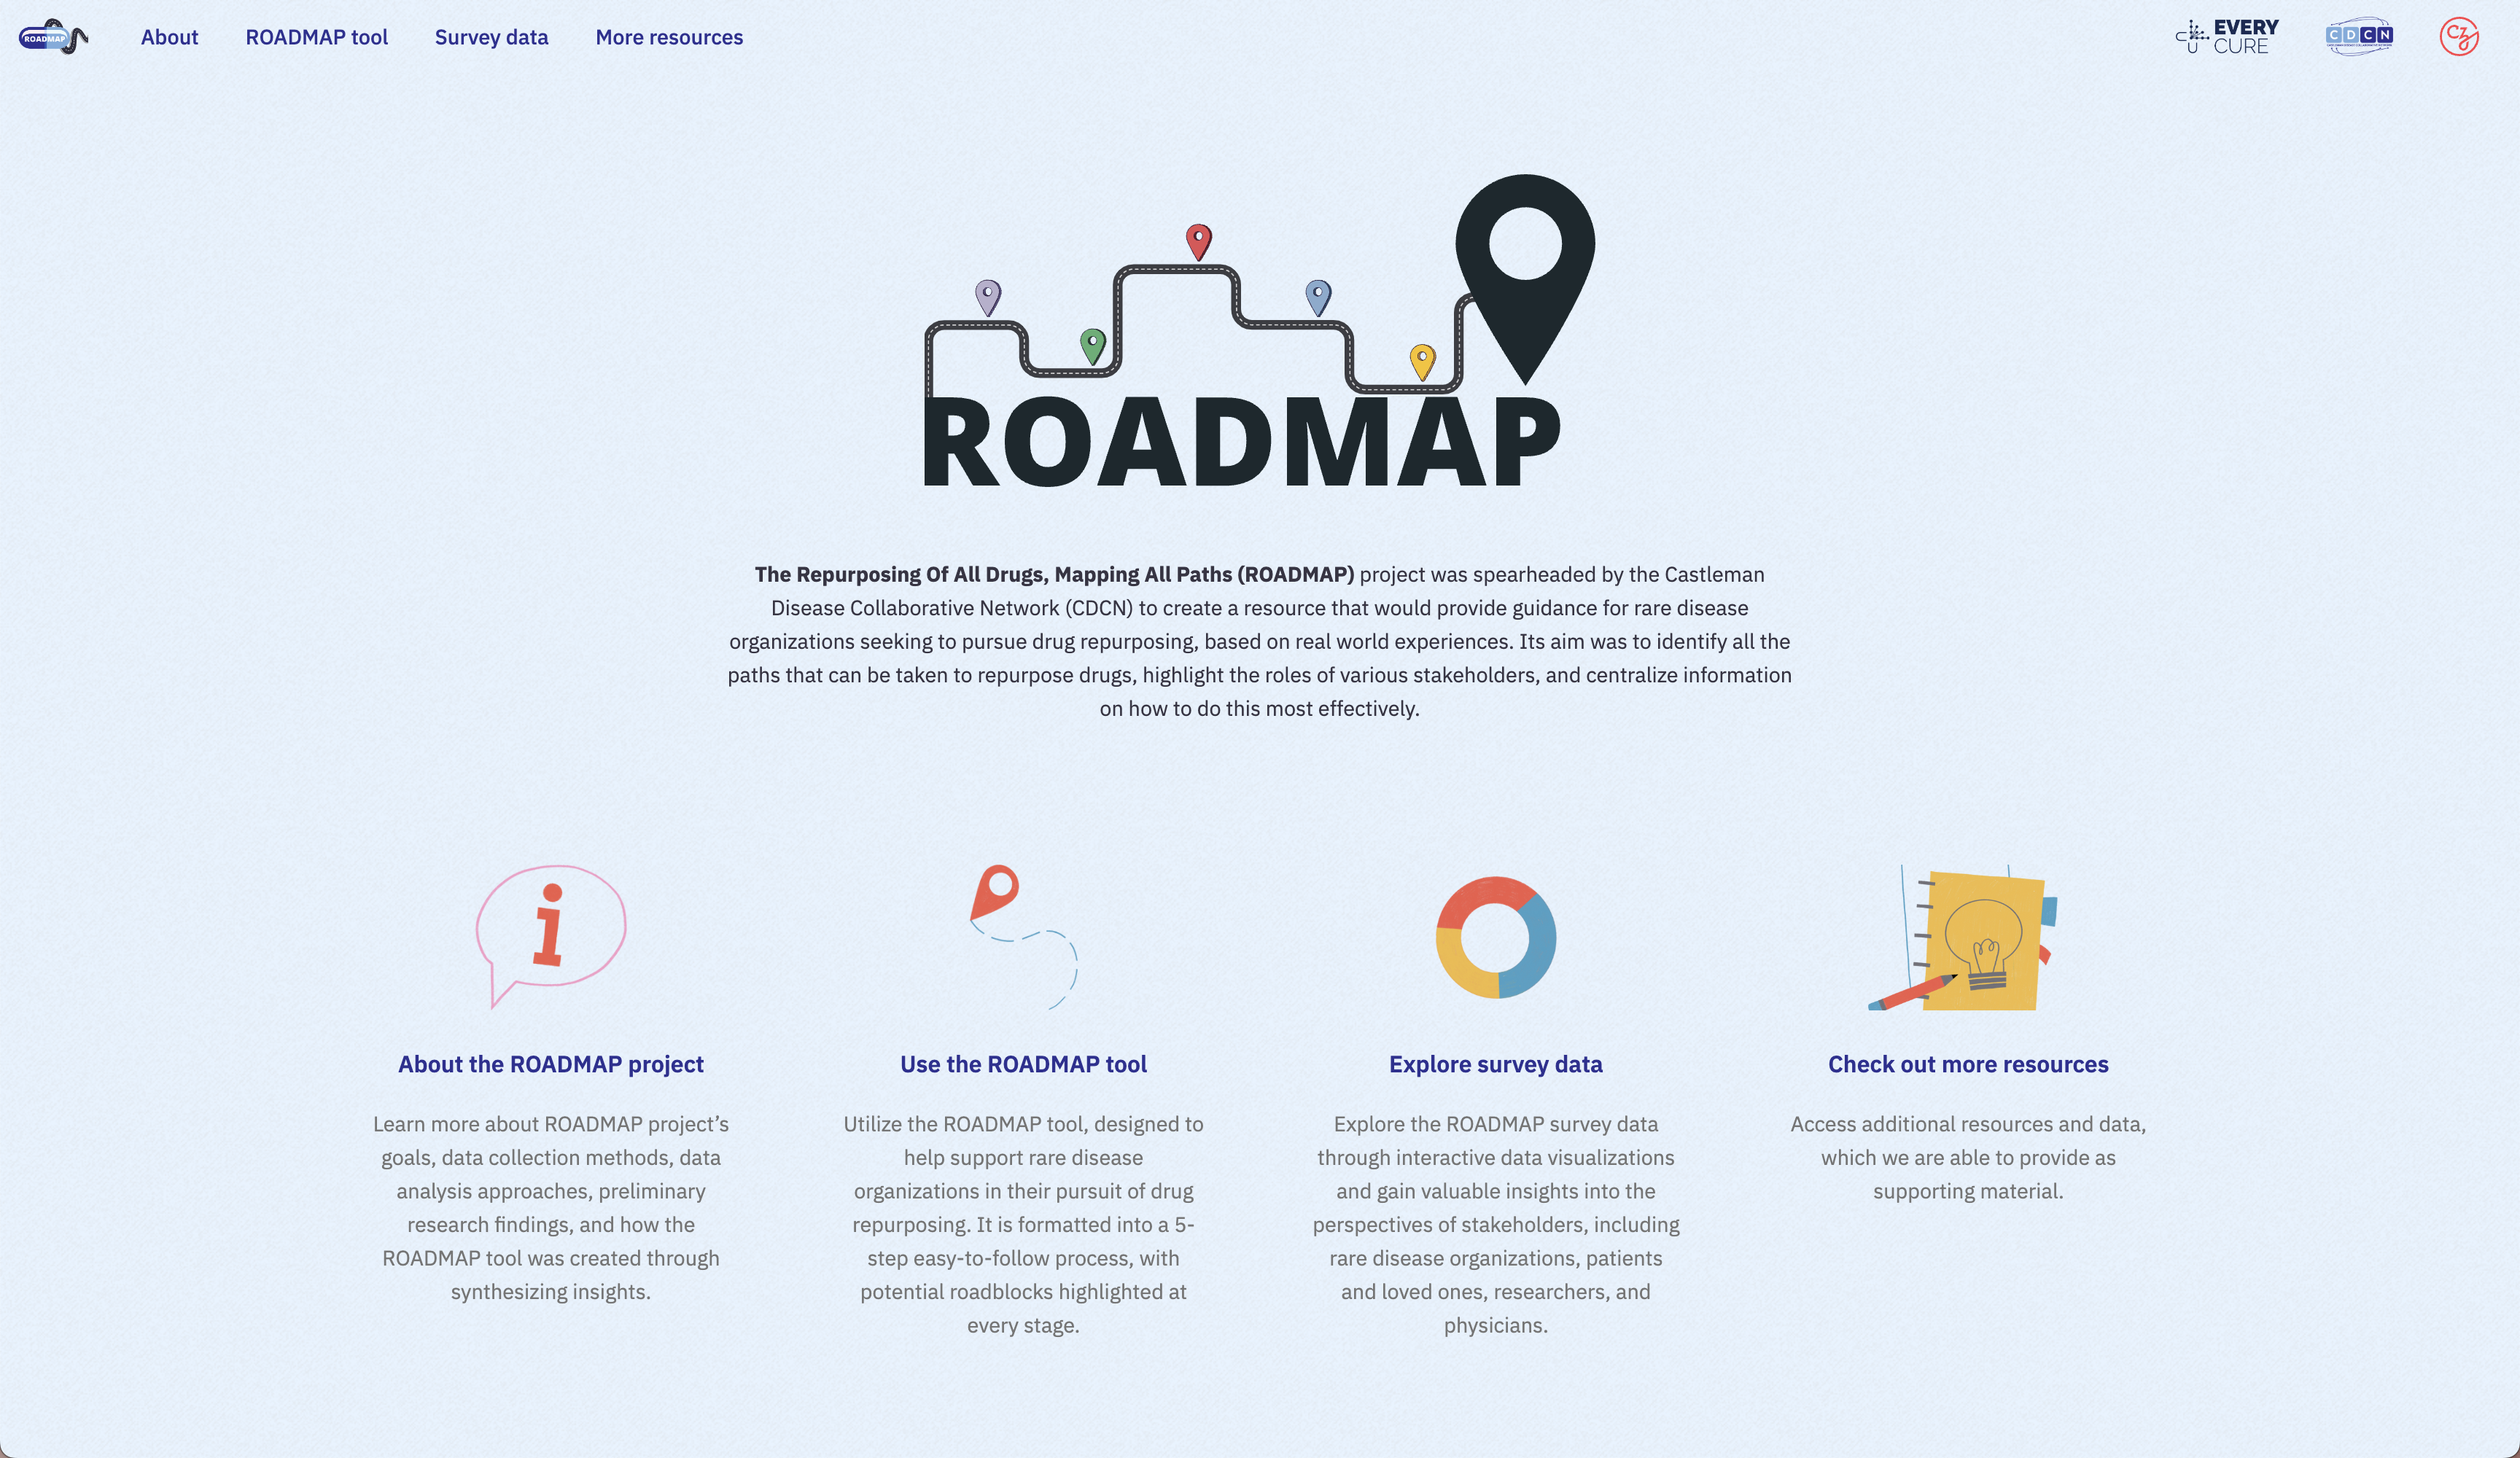 ROADMAP
About
ROADMAP tool
Survey data
More resources
EVERY
CURE
CDCN
CZ
ROADMAP
The Repurposing Of All Drugs, Mapping All Paths (ROADMAP) project was spearheaded by the Castleman
Disease Collaborative Network (CDCN) to create a resource that would provide guidance for rare disease
organizations seeking to pursue drug repurposing, based on real world experiences. Its aim was to identify all the
paths that can be taken to repurpose drugs, highlight the roles of various stakeholders, and centralize information
on how to do this most effectively.
i
About the ROADMAP project
Learn more about ROADMAP project’s
goals, data collection methods, data
analysis approaches, preliminary
research findings, and how the
ROADMAP tool was created through
synthesizing insights.
Use the ROADMAP tool
Utilize the ROADMAP tool, designed to
help support rare disease
organizations in their pursuit of drug
repurposing. It is formatted into a 5-
step easy-to-follow process, with
potential roadblocks highlighted at
every stage.
Explore survey data
Explore the ROADMAP survey data
through interactive data visualizations
and gain valuable insights into the
perspectives of stakeholders, including
rare disease organizations, patients
and loved ones, researchers, and
physicians.
Check out more resources
Access additional resources and data,
which we are able to provide as
supporting material.